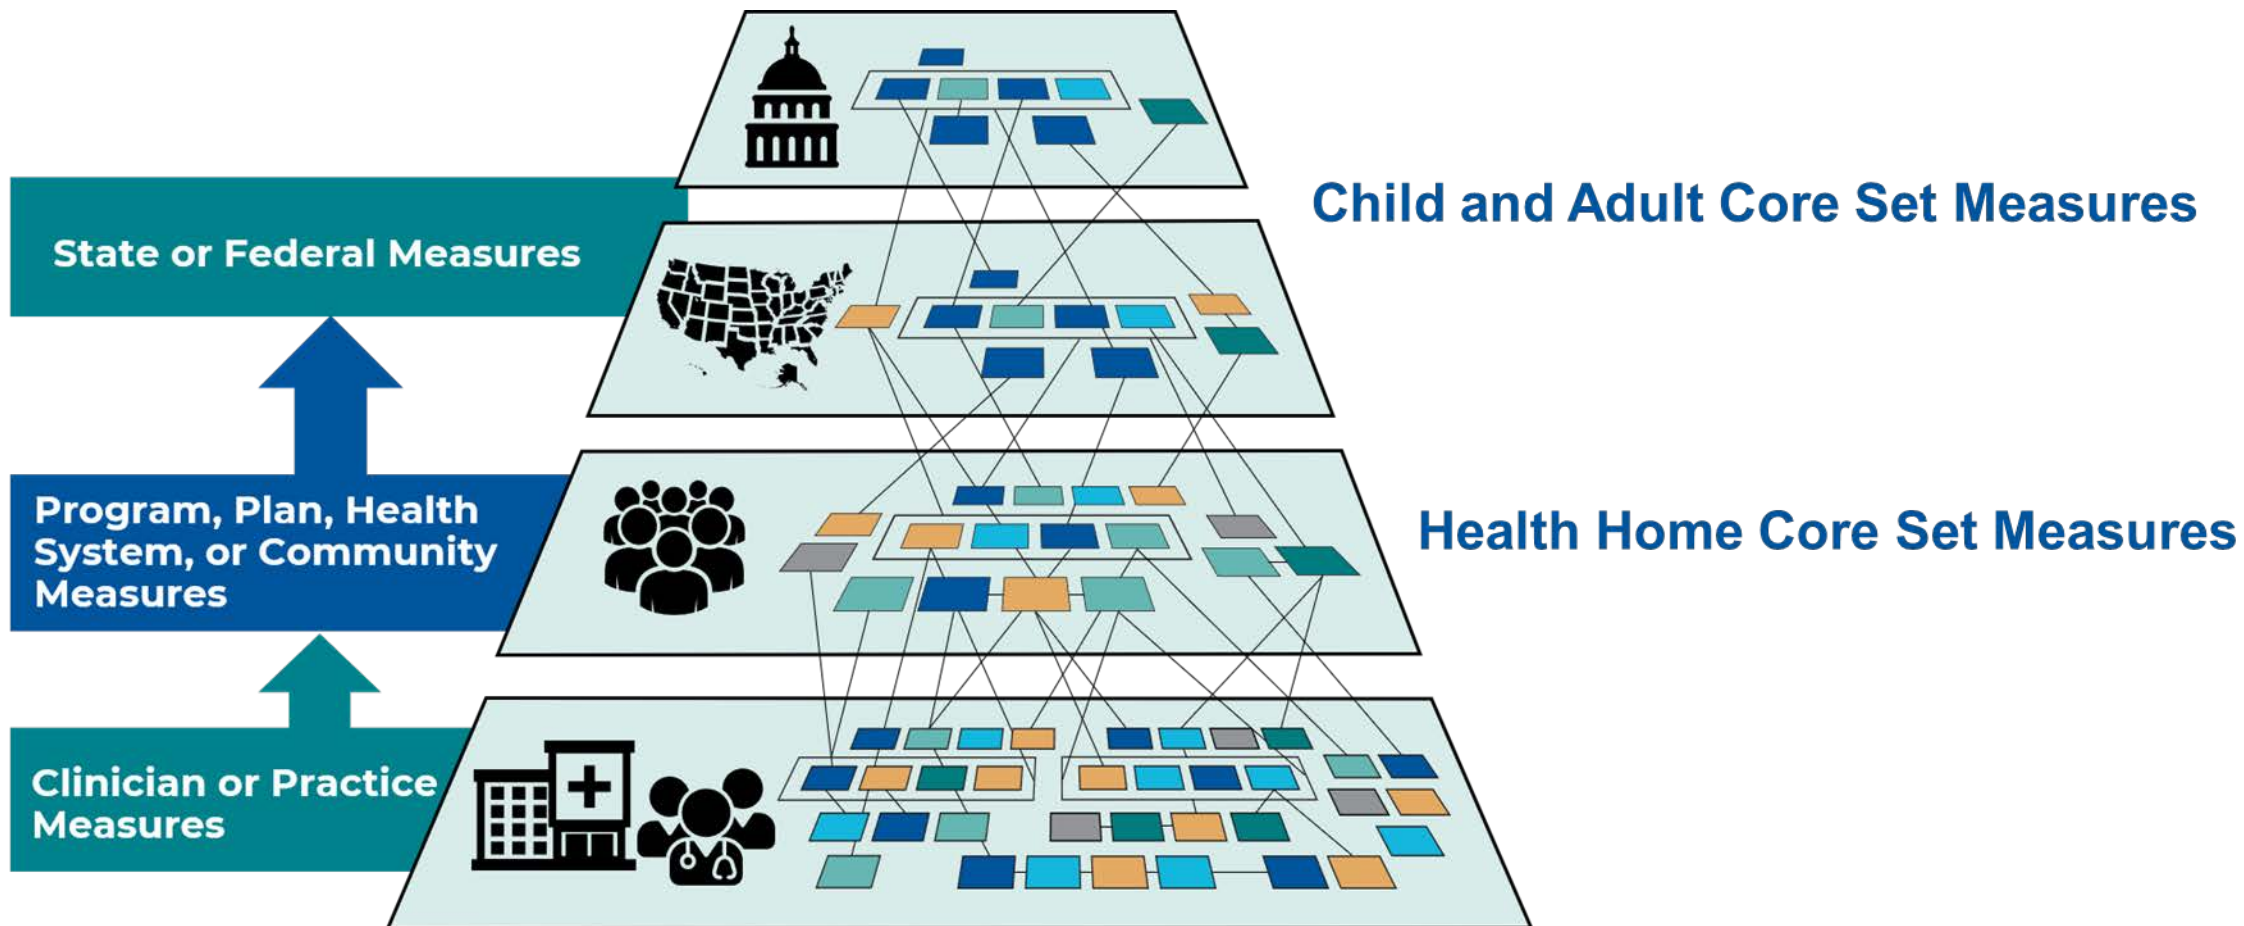 Child and Adult Core Set Measures
State or Federal Measures
Program, Plan, Health
System, or Community
Measures
Health Home Core Set Measures
Clinician or Practice
Measures